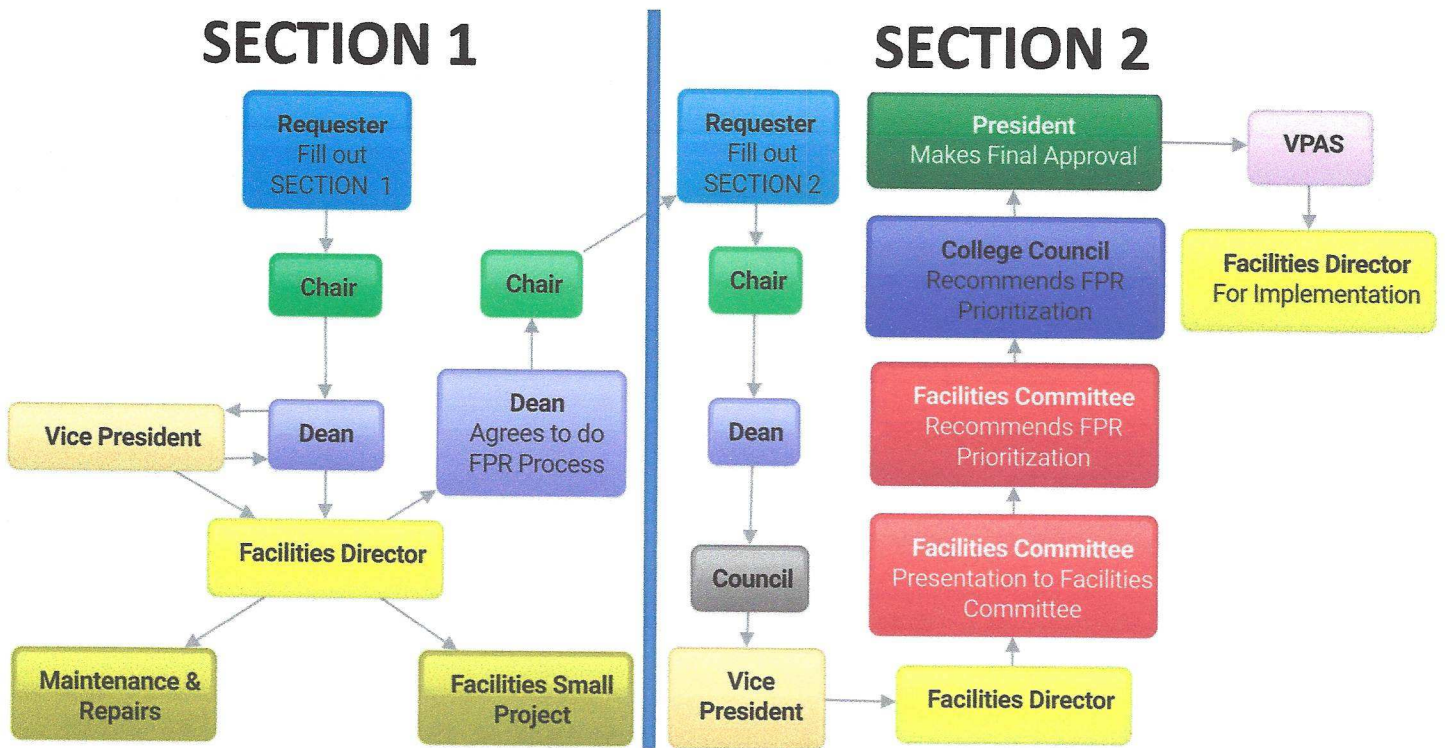 SECTION 1
Requester
Fill out
SECTION 1
Chair
Chair
Vice President
Dean
Dean
Agrees to do
FPR Process
Facilities Director
Maintenance &
Repairs
Facilities Small
Project
SECTION 2
Requester
Fill out
SECTION 2
Chair
Dean
Council
Vice
President
Facilities Director
Facilities Committee
Presentation to Facilities
Committee
Facilities Committee
Recommends FPR
Prioritization
College Council
Recommends FPR
Prioritization
President
Makes Final Approval
VPAS
Facilities Director
For Implementation